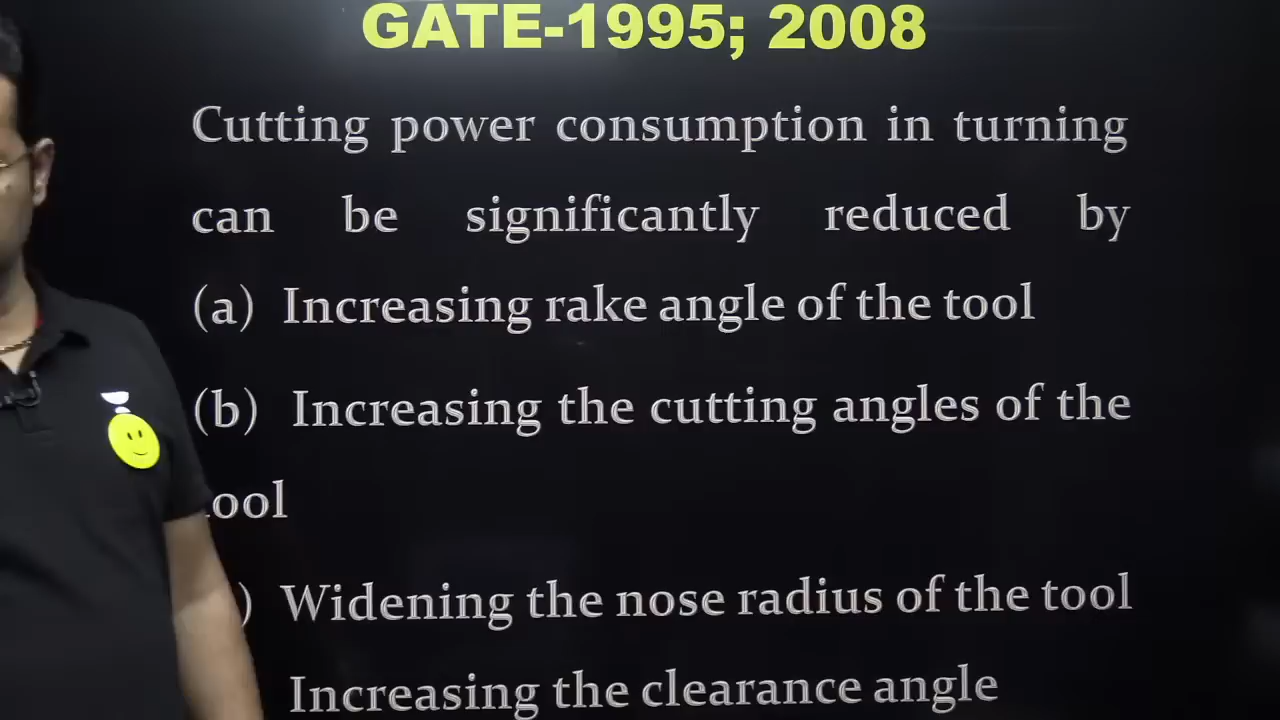 GATE-1995; 2008
Cutting power consumption in turning
can be significantly reduced by
(a) Increasing rake angle of the tool
(b) Increasing the cutting angles of the
ool
) Widening the nose radius of the tool
Increasing the clearance angle